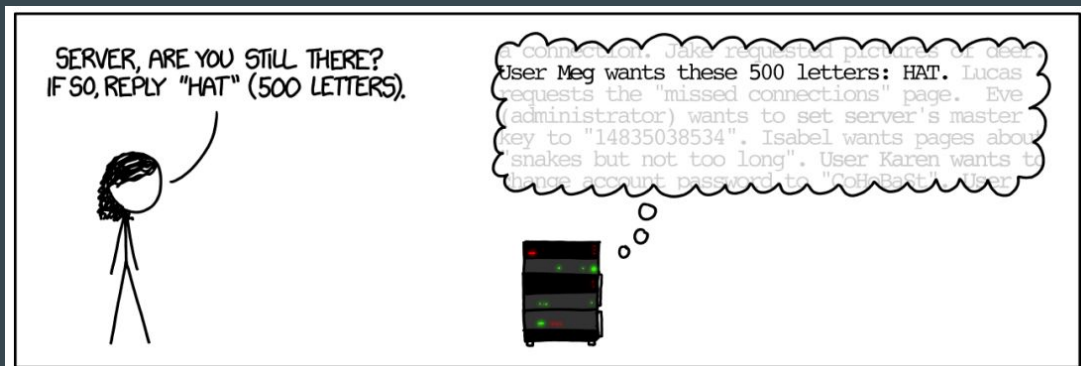 SERVER, ARE YOU STILL THERE?
IF SO, REPLY "HAT" (500 LETTERS).
a connection. Jake requested pictures of deer.
User Meg wants these 500 letters: HAT. Lucas
requests the "missed connections" page. Eve
(administrator) wants to set server's master
key to "14835038534". Isabel wants pages about
"snakes but not too long". User Karen wants to
change account password to "CoHoBaSt". User